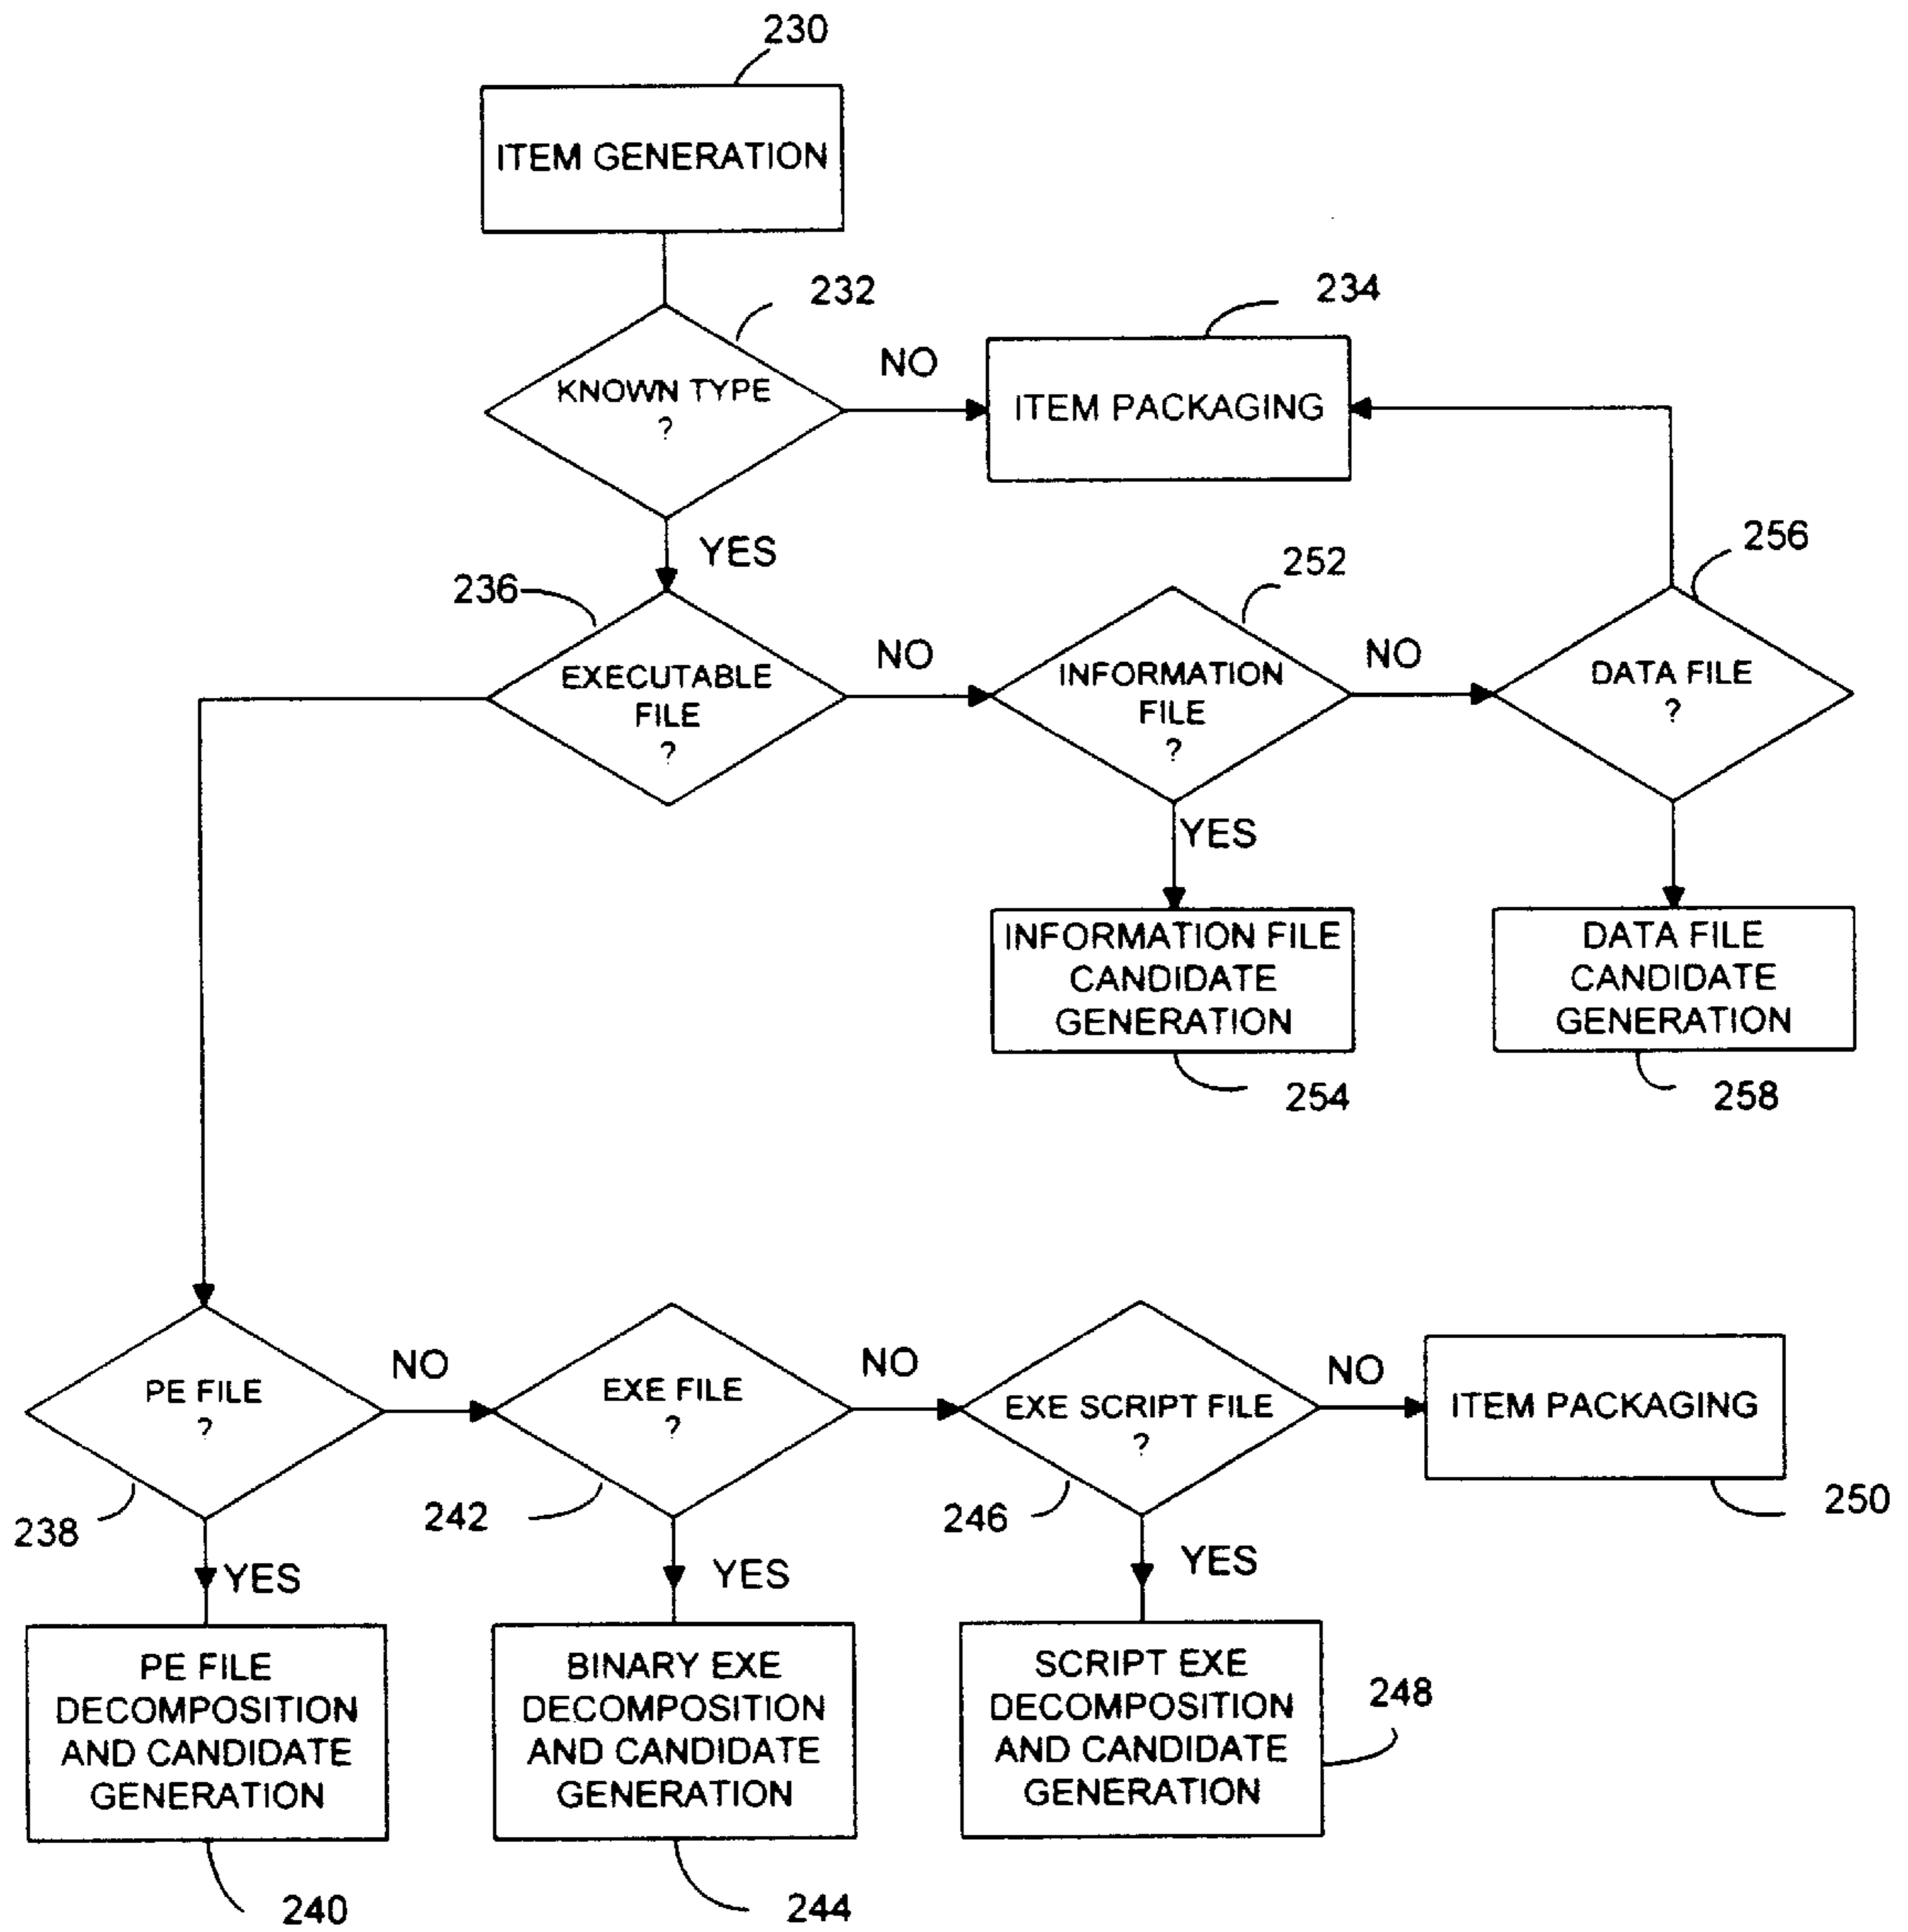 230
ITEM GENERATION
232
234
KNOWN TYPE
?
NO
ITEM PACKAGING
YES
236
252
256
EXECUTABLE
FILE
?
NO
INFORMATION
FILE
?
NO
DATA FILE
?
YES
INFORMATION FILE
CANDIDATE
GENERATION
254
DATA FILE
CANDIDATE
GENERATION
258
PE FILE
?
NO
EXE FILE
?
NO
EXE SCRIPT FILE
?
NO
ITEM PACKAGING
238
242
246
250
YES
YES
YES
PE FILE
DECOMPOSITION
AND CANDIDATE
GENERATION
240
BINARY EXE
DECOMPOSITION
AND CANDIDATE
GENERATION
244
SCRIPT EXE
DECOMPOSITION
AND CANDIDATE
GENERATION
248